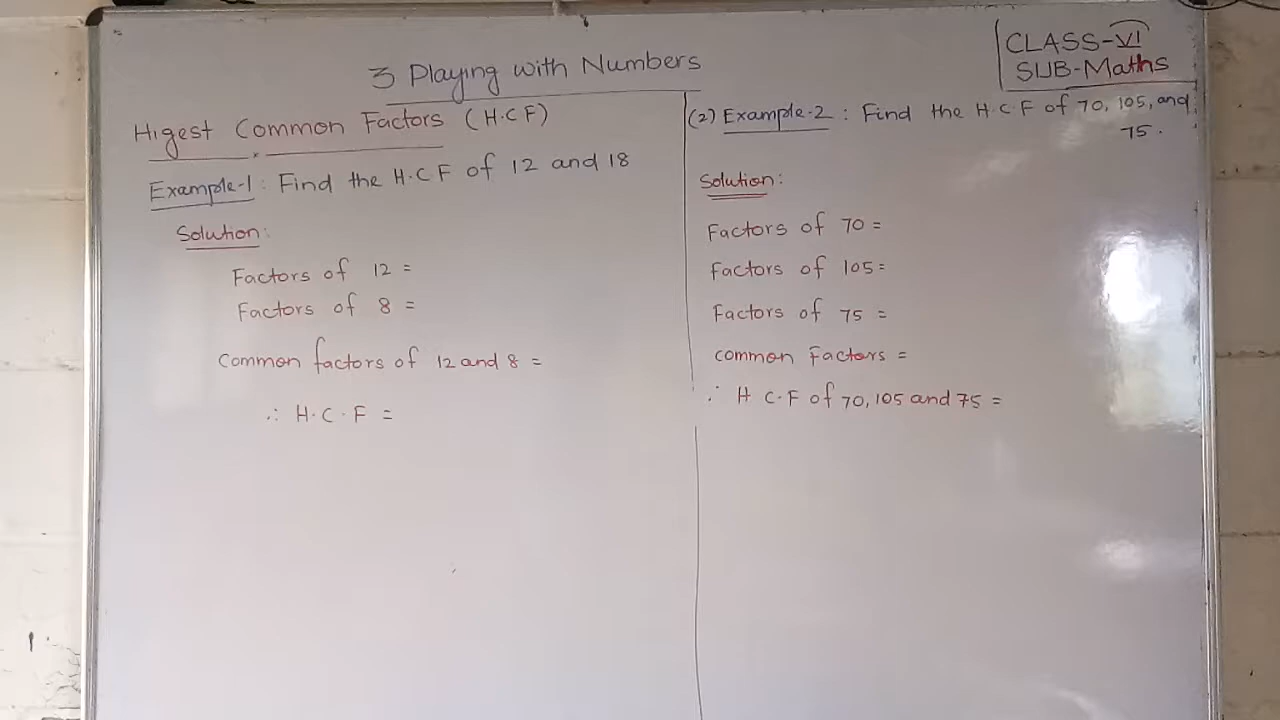 3 Playing with Numbers
CLASS-VI
SUB-Maths
Higest Common Factors (H.C.F)
Example-1: Find the H.C.F of 12 and 18
Solution:
Factors of 12 =
Factors of 8 =
Common factors of 12 and 8 =
∴ H.C.F =
(2) Example-2 : Find the H.C.F of 70, 105, and
75.
Solution:
Factors of 70 =
Factors of 105=
Factors of 75 =
common Factors =
∴ H C.F of 70, 105 and 75 =